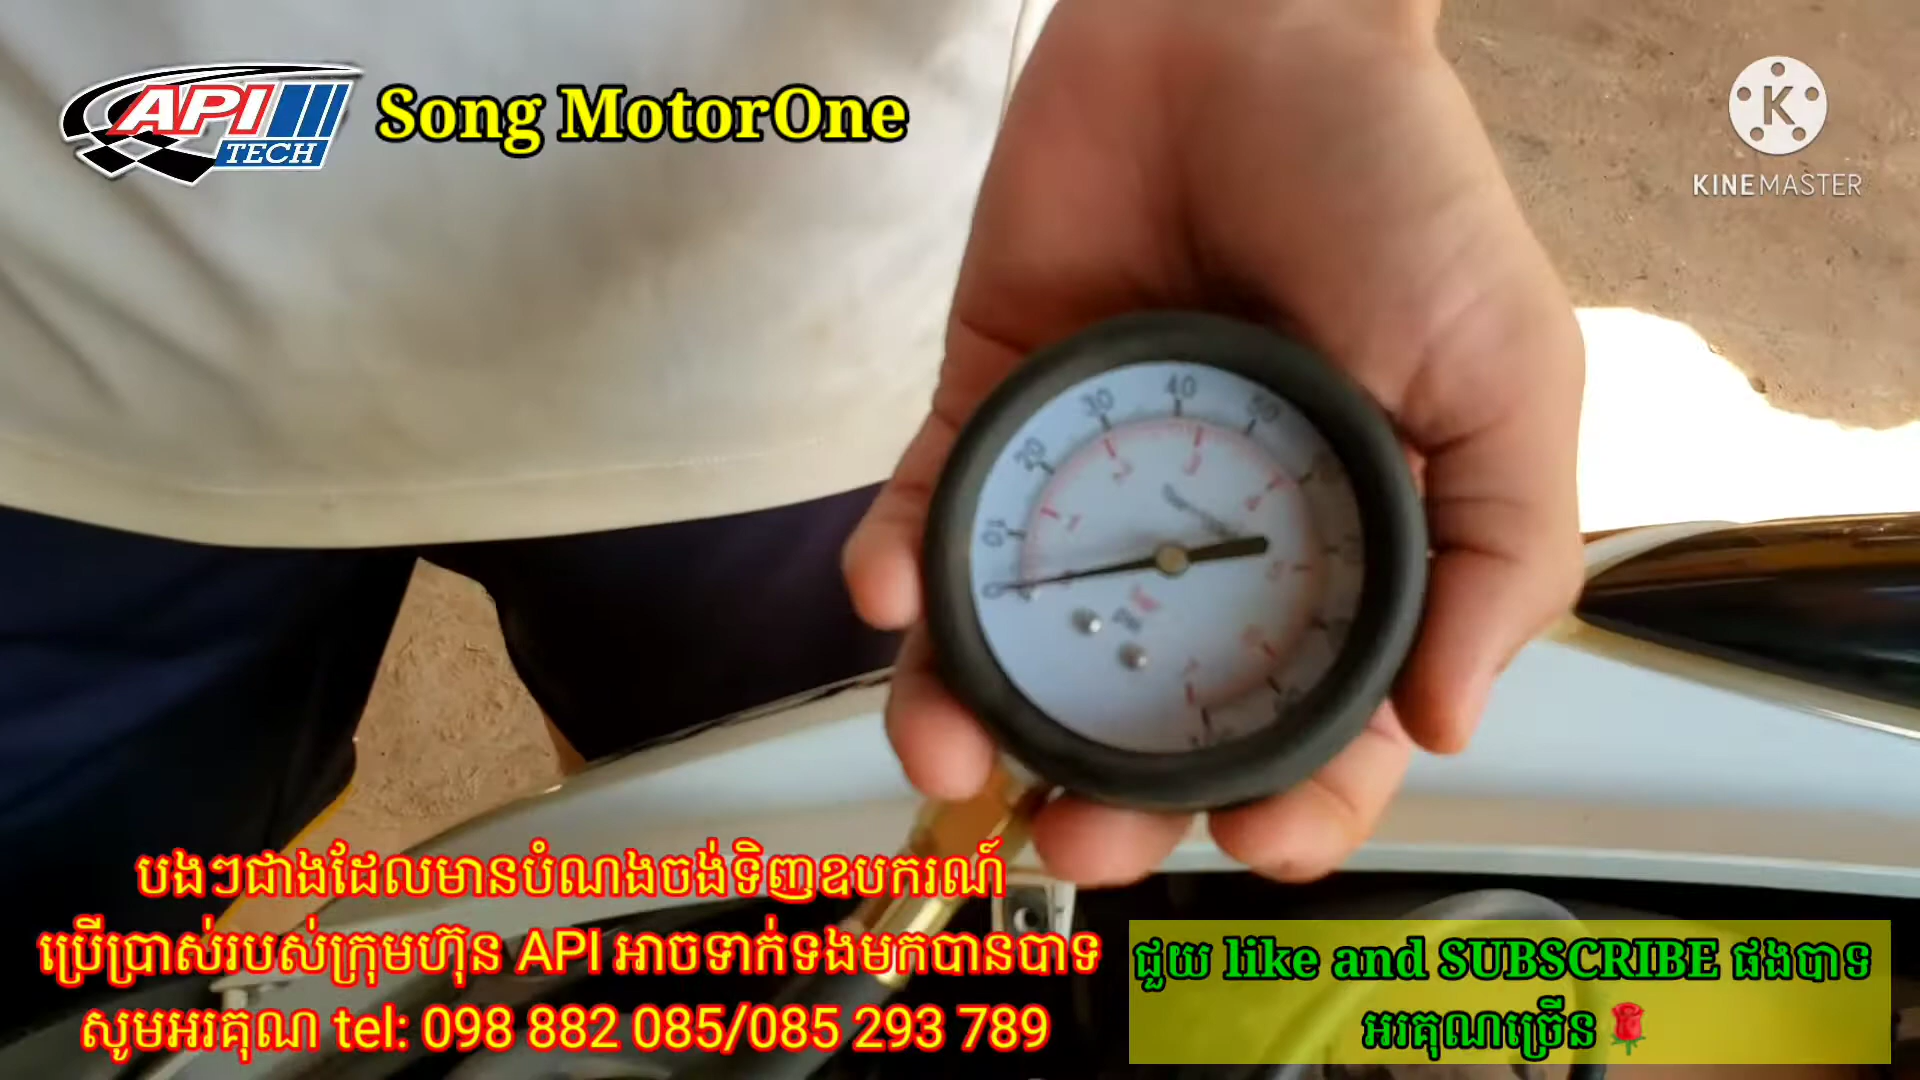 API TECH
Song MotorOne
K
KINEMASTER
30 40 50
20
10
0
1 2 3 4
បងៗជាងដែលមានបំណងចង់ទិញឧបករណ៍
ប្រើប្រាស់របស់ក្រុមហ៊ុន API អាចទាក់ទងមកបានបាទ
សូមអរគុណ tel: 098 882 085/085 293 789
ជួយ like and SUBSCRIBE ផងបាទ
អរគុណច្រើន🌹